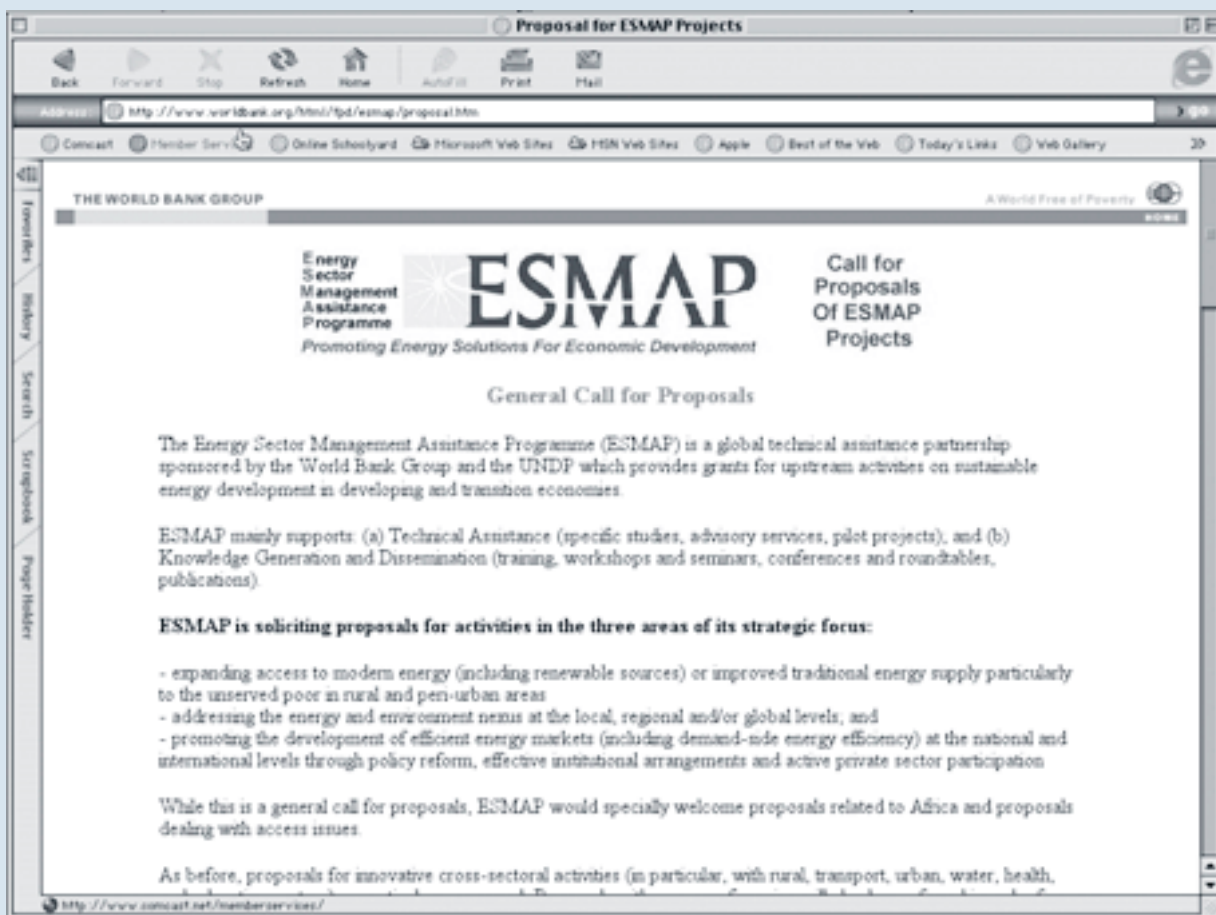 Proposal for ESMAP Projects
Back Forward Stop Refresh Home AutoFill Print Mail
Address http://www.worldbank.org/html/fpd/esmap/proposal.htm go
Comcast Member Servi Online Schoolyard Microsoft Web Sites MSN Web Sites Apple Best of the Web Today's Links Web Gallery
Favorites
History
Search
Scrapbook
Page Holder
THE WORLD BANK GROUP
A World Free of Poverty
HOME
Energy
Sector
Management
Assistance
Programme
ESMAP
Promoting Energy Solutions For Economic Development
Call for
Proposals
Of ESMAP
Projects
General Call for Proposals
The Energy Sector Management Assistance Programme (ESMAP) is a global technical assistance partnership
sponsored by the World Bank Group and the UNDP which provides grants for upstream activities on sustainable
energy development in developing and transition economies.
ESMAP mainly supports: (a) Technical Assistance (specific studies, advisory services, pilot projects); and (b)
Knowledge Generation and Dissemination (training, workshops and seminars, conferences and roundtables,
publications).
ESMAP is soliciting proposals for activities in the three areas of its strategic focus:
- expanding access to modern energy (including renewable sources) or improved traditional energy supply particularly
to the unserved poor in rural and peri-urban areas
- addressing the energy and environment nexus at the local, regional and/or global levels; and
- promoting the development of efficient energy markets (including demand-side energy efficiency) at the national and
international levels through policy reform, effective institutional arrangements and active private sector participation
While this is a general call for proposals, ESMAP would specially welcome proposals related to Africa and proposals
dealing with access issues.
As before, proposals for innovative cross-sectoral activities (in particular, with rural, transport, urban, water, health,
http://www.comcast.net/memberservices/